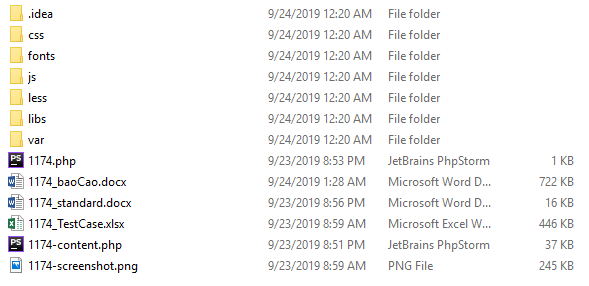 .idea 9/24/2019 12:20 AM File folder
css 9/24/2019 12:20 AM File folder
fonts 9/24/2019 12:20 AM File folder
js 9/24/2019 12:20 AM File folder
less 9/24/2019 12:20 AM File folder
libs 9/24/2019 12:20 AM File folder
var 9/24/2019 12:20 AM File folder
PS 1174.php 9/23/2019 8:53 PM JetBrains PhpStorm 1 KB
1174_baoCao.docx 9/24/2019 1:28 AM Microsoft Word D... 722 KB
1174_standard.docx 9/23/2019 8:56 PM Microsoft Word D... 16 KB
1174_TestCase.xlsx 9/23/2019 8:59 AM Microsoft Excel W... 446 KB
PS 1174-content.php 9/23/2019 8:51 PM JetBrains PhpStorm 37 KB
1174-screenshot.png 9/23/2019 8:59 AM PNG File 245 KB